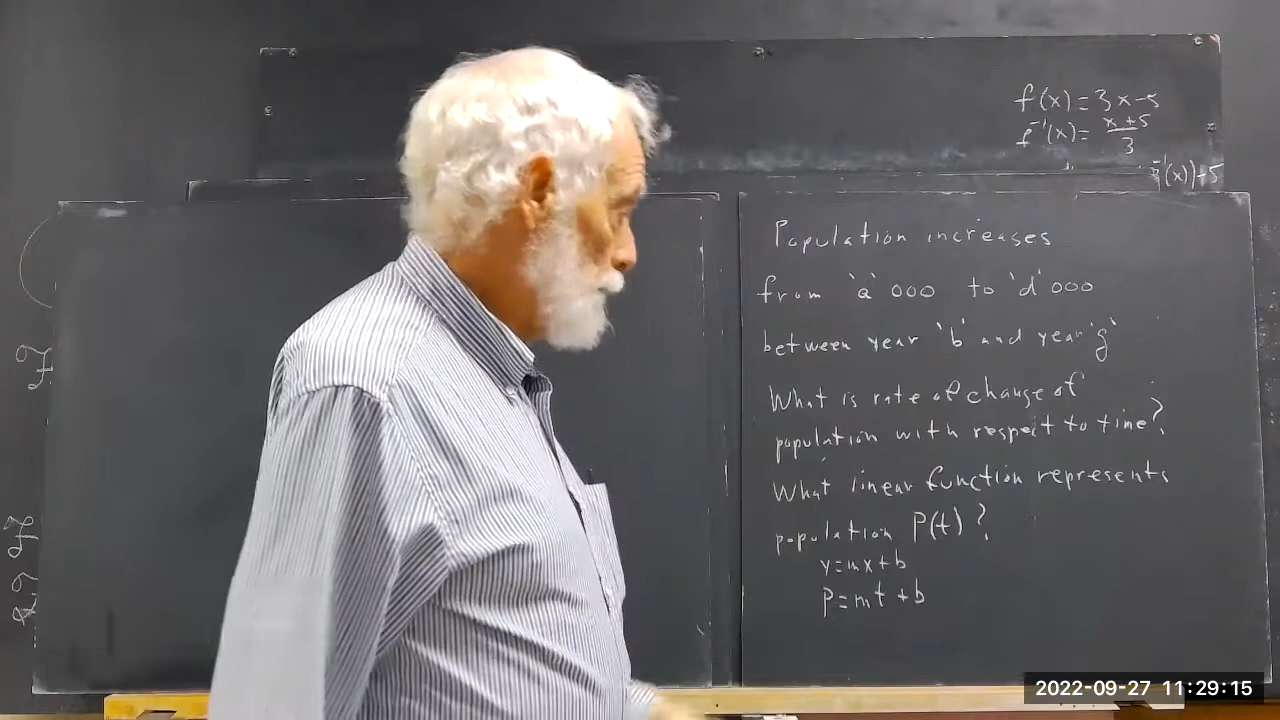 f(x) = 3x-5
f⁻¹(x) = (x+5)/3
⁻¹(x))+5
Population increases
from 'a' 000 to 'd' 000
between year 'b' and year 'g'
What is rate of change of
population with respect to time?
What linear function represents
population P(t)?
y=mx+b
P=mt+b
2022-09-27 11:29:15